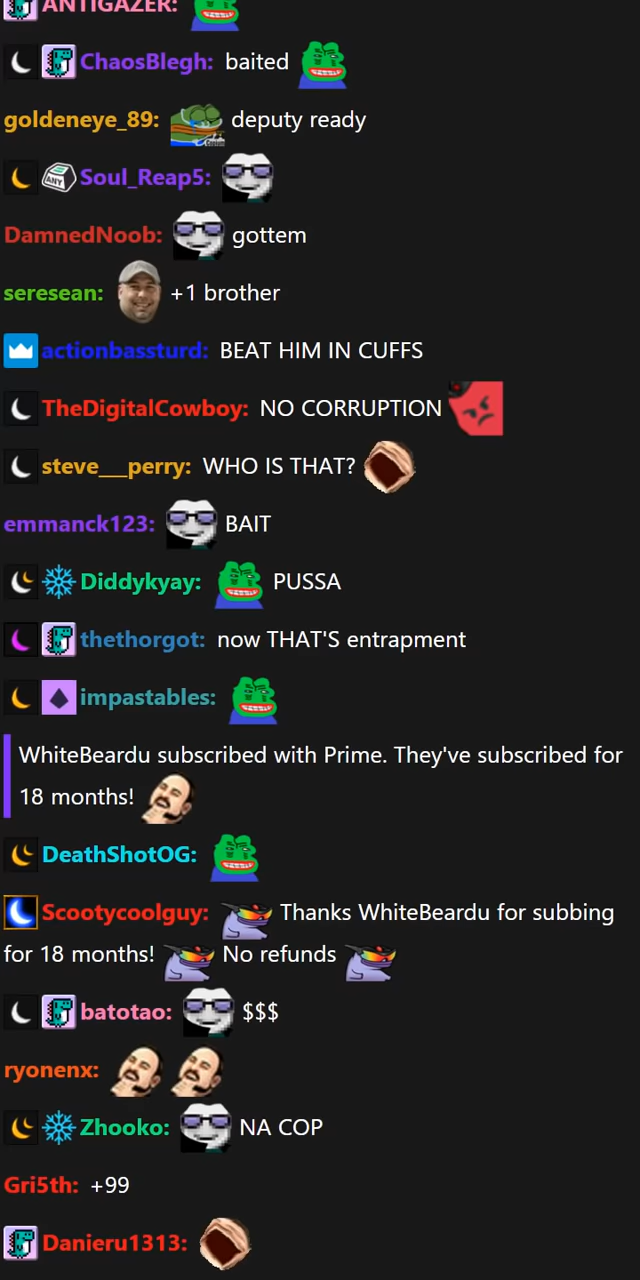 ANTIGAZER:
ChaosBlegh: baited
goldeneye_89: deputy ready
ANY Soul_Reap5:
DamnedNoob: gottem
seresean: +1 brother
actionbassturd: BEAT HIM IN CUFFS
TheDigitalCowboy: NO CORRUPTION
steve___perry: WHO IS THAT?
emmanck123: BAIT
Diddykyay: PUSSA
thethorgot: now THAT'S entrapment
impastables:
WhiteBeardu subscribed with Prime. They've subscribed for
18 months!
DeathShotOG:
Scootycoolguy: Thanks WhiteBeardu for subbing
for 18 months! No refunds
batotao: $$$
ryonenx:
Zhooko: NA COP
Gri5th: +99
Danieru1313: